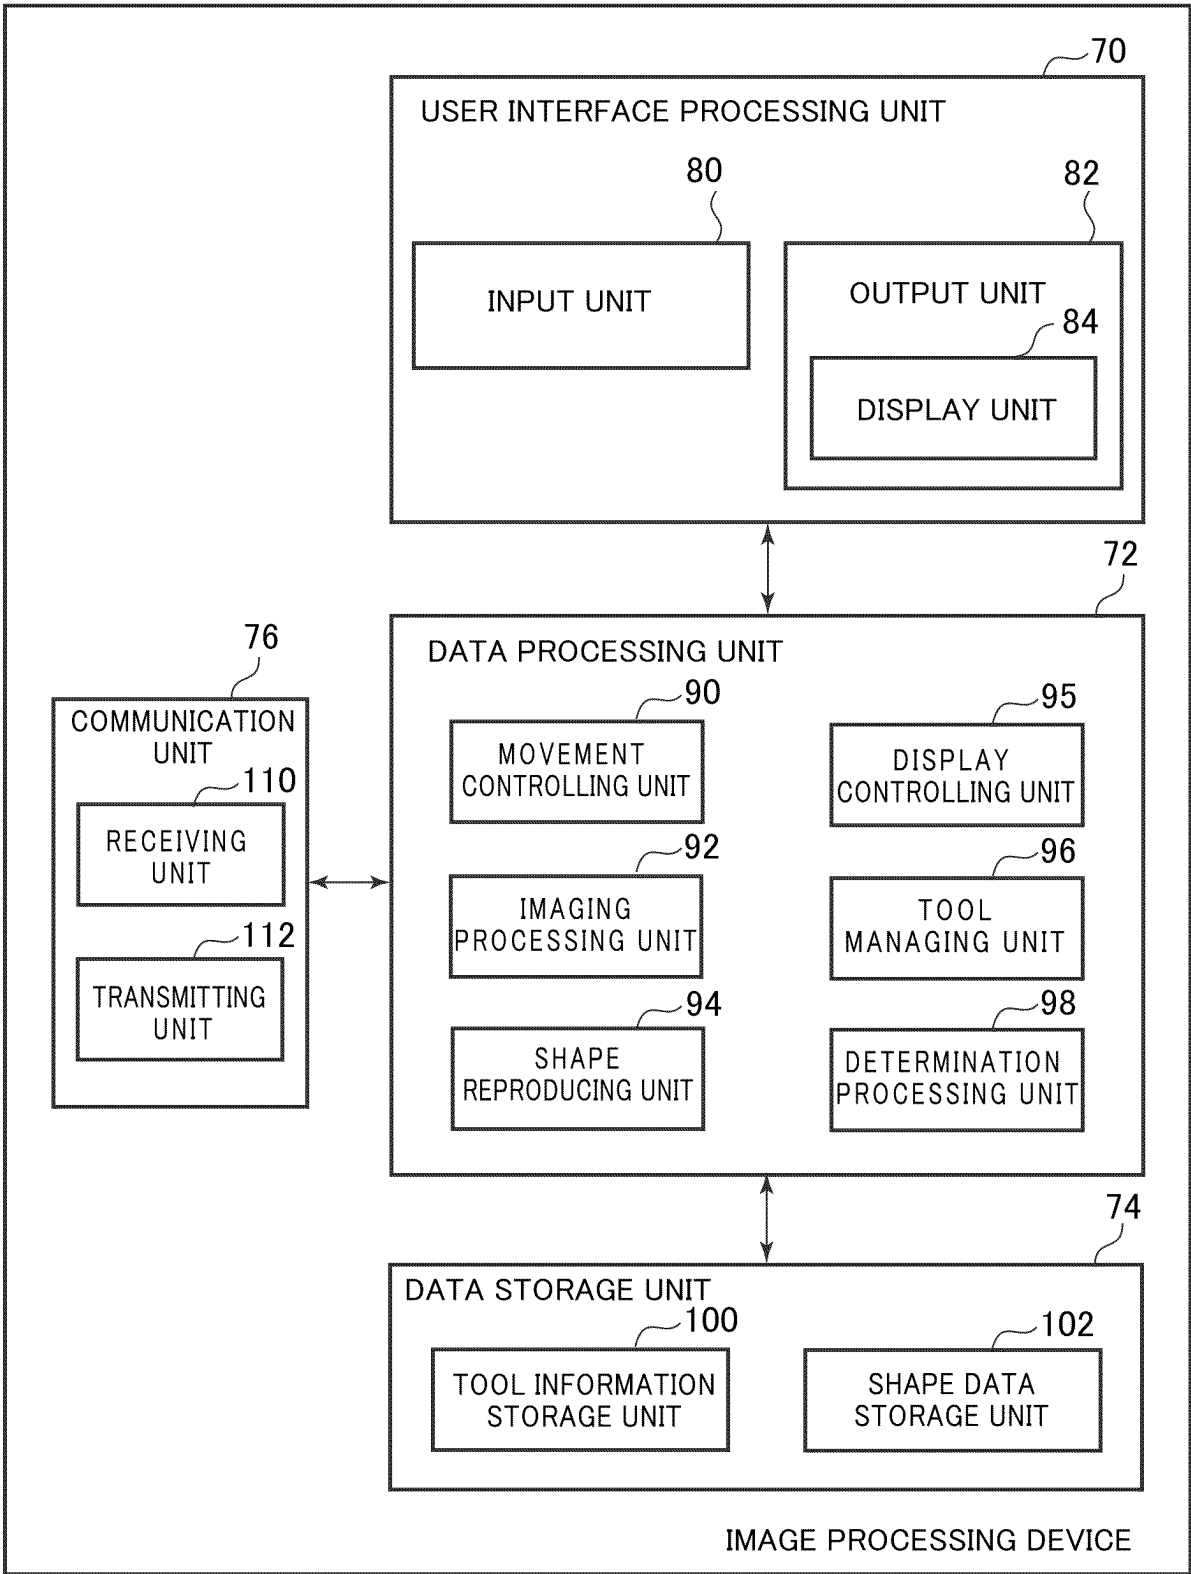 70
USER INTERFACE PROCESSING UNIT
80
82
INPUT UNIT
OUTPUT UNIT
84
DISPLAY UNIT
72
DATA PROCESSING UNIT
76
COMMUNICATION
UNIT
110
RECEIVING
UNIT
112
TRANSMITTING
UNIT
90
MOVEMENT
CONTROLLING UNIT
95
DISPLAY
CONTROLLING UNIT
92
IMAGING
PROCESSING UNIT
96
TOOL
MANAGING UNIT
94
SHAPE
REPRODUCING UNIT
98
DETERMINATION
PROCESSING UNIT
74
DATA STORAGE UNIT
100
TOOL INFORMATION
STORAGE UNIT
102
SHAPE DATA
STORAGE UNIT
IMAGE PROCESSING DEVICE